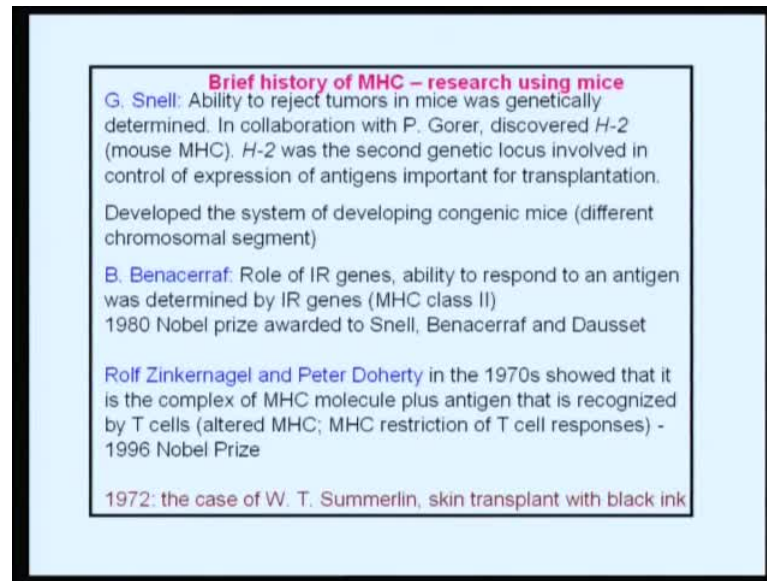 Brief history of MHC – research using mice
G. Snell: Ability to reject tumors in mice was genetically
determined. In collaboration with P. Gorer, discovered H-2
(mouse MHC). H-2 was the second genetic locus involved in
control of expression of antigens important for transplantation.
Developed the system of developing congenic mice (different
chromosomal segment)
B. Benacerraf: Role of IR genes, ability to respond to an antigen
was determined by IR genes (MHC class II)
1980 Nobel prize awarded to Snell, Benacerraf and Dausset
Rolf Zinkernagel and Peter Doherty in the 1970s showed that it
is the complex of MHC molecule plus antigen that is recognized
by T cells (altered MHC; MHC restriction of T cell responses) -
1996 Nobel Prize
1972: the case of W. T. Summerlin, skin transplant with black ink